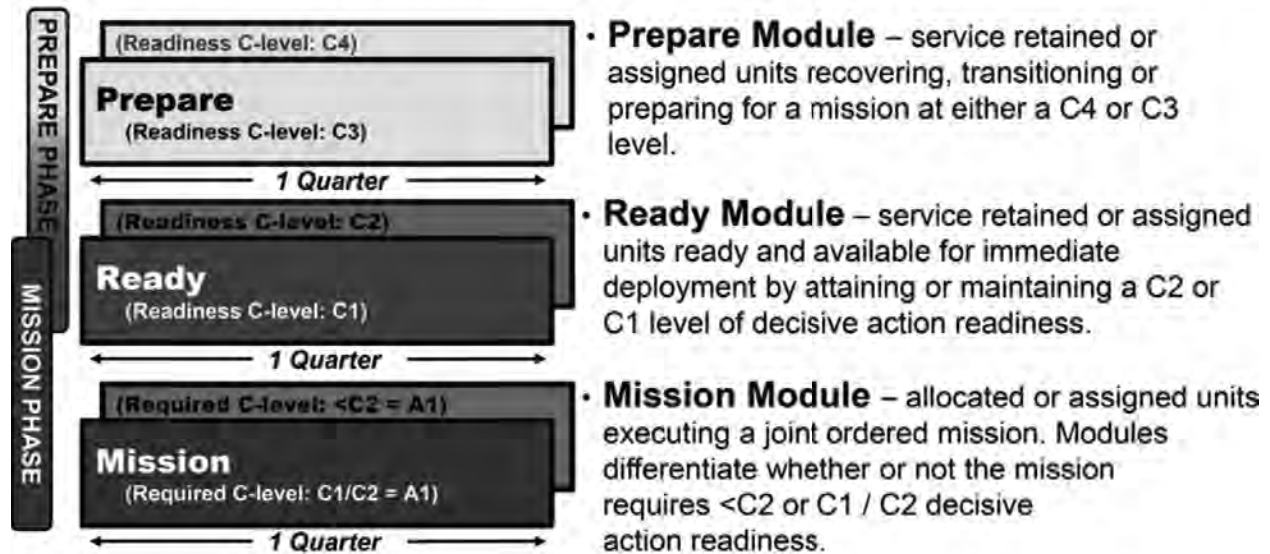 PREPARE PHASE
MISSION PHASE
(Readiness C-level: C4)
Prepare
(Readiness C-level: C3)
1 Quarter
(Readiness C-level: C2)
Ready
(Readiness C-level: C1)
1 Quarter
(Required C-level: <C2 = A1)
Mission
(Required C-level: C1/C2 = A1)
1 Quarter
• Prepare Module – service retained or
assigned units recovering, transitioning or
preparing for a mission at either a C4 or C3
level.
• Ready Module – service retained or assigned
units ready and available for immediate
deployment by attaining or maintaining a C2 or
C1 level of decisive action readiness.
• Mission Module – allocated or assigned units
executing a joint ordered mission. Modules
differentiate whether or not the mission
requires <C2 or C1 / C2 decisive
action readiness.